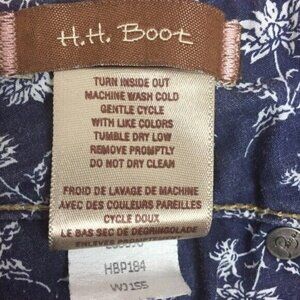 H.H. Boot
TURN INSIDE OUT
MACHINE WASH COLD
GENTLE CYCLE
WITH LIKE COLORS
TUMBLE DRY LOW
REMOVE PROMPTLY
DO NOT DRY CLEAN
FROID DE LAVAGE DE MACHINE
AVEC DES COULEURS PAREILLES
CYCLE DOUX
LE BAS SEC DE DEGRINGOLADE
ENLEVES
HBP184